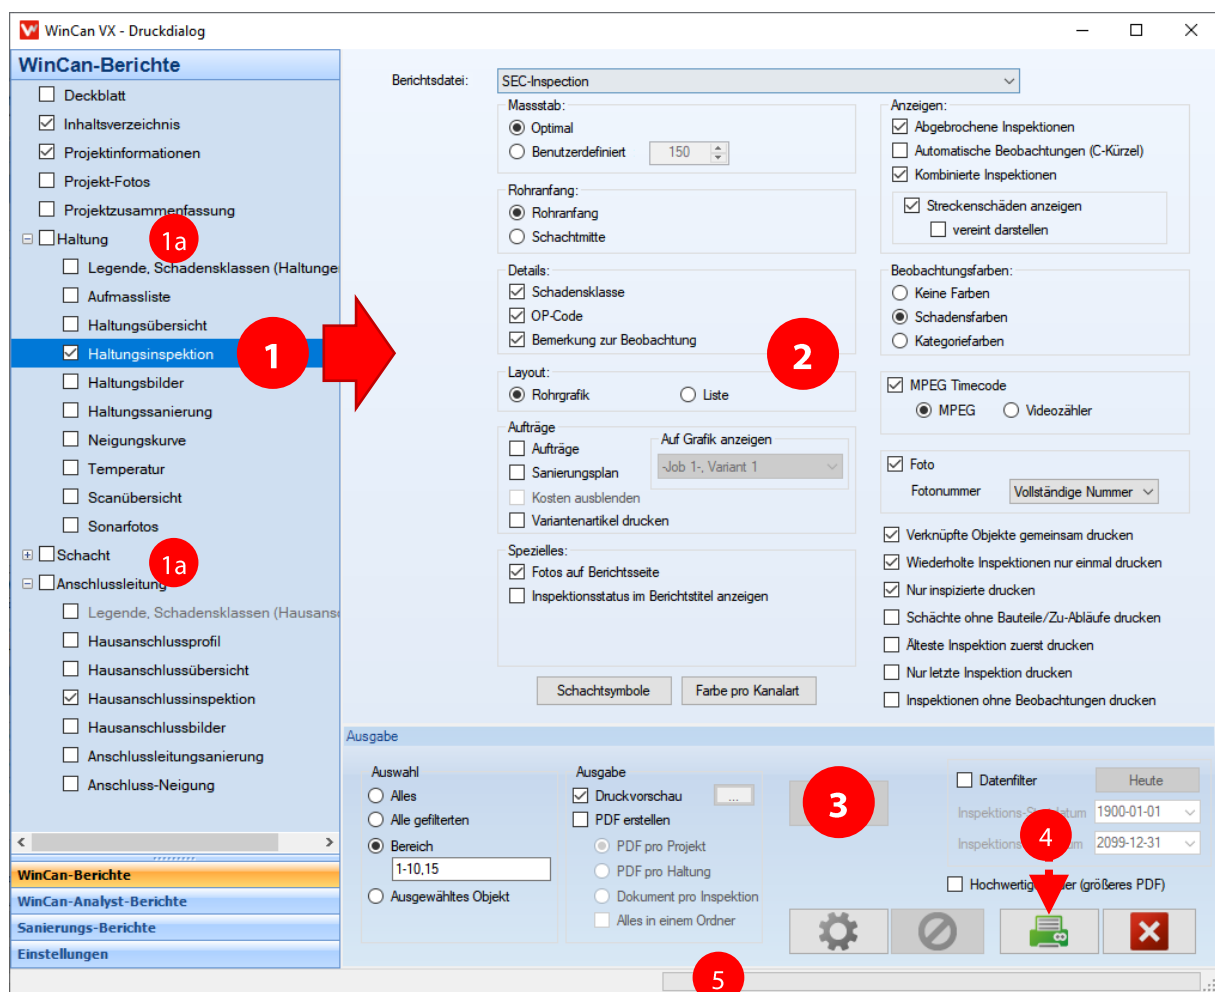 WinCan VX - Druckdialog
WinCan-Berichte
Deckblatt
Inhaltsverzeichnis
Projektinformationen
Projekt-Fotos
Projektzusammenfassung
Haltung
1a
Legende, Schadensklassen (Haltunge
Aufmassliste
Haltungsübersicht
Haltungsinspektion
1
Haltungsbilder
Haltungssanierung
Neigungskurve
Temperatur
Scanübersicht
Sonarfotos
Schacht
1a
Anschlussleitung
Legende, Schadensklassen (Hausansc
Hausanschlussprofil
Hausanschlussübersicht
Hausanschlussinspektion
Hausanschlussbilder
Anschlussleitungsanierung
Anschluss-Neigung
WinCan-Berichte
WinCan-Analyst-Berichte
Sanierungs-Berichte
Einstellungen
Berichtsdatei: SEC-Inspection
Massstab:
Optimal
Benutzerdefiniert 150
Rohranfang:
Rohranfang
Schachtmitte
Details:
Schadensklasse
OP-Code
Bemerkung zur Beobachtung
2
Layout:
Rohrgrafik Liste
Aufträge
Aufträge
Sanierungsplan
Kosten ausblenden
Variantenartikel drucken
Auf Grafik anzeigen
-Job 1-, Variant 1
Spezielles:
Fotos auf Berichtsseite
Inspektionsstatus im Berichtstitel anzeigen
Schachtsymbole Farbe pro Kanalart
Anzeigen:
Abgebrochene Inspektionen
Automatische Beobachtungen (C-Kürzel)
Kombinierte Inspektionen
Streckenschäden anzeigen
vereint darstellen
Beobachtungsfarben:
Keine Farben
Schadensfarben
Kategoriefarben
MPEG Timecode
MPEG Videozähler
Foto
Fotonummer Vollständige Nummer
Verknüpfte Objekte gemeinsam drucken
Wiederholte Inspektionen nur einmal drucken
Nur inspizierte drucken
Schächte ohne Bauteile/Zu-Abläufe drucken
Älteste Inspektion zuerst drucken
Nur letzte Inspektion drucken
Inspektionen ohne Beobachtungen drucken
Ausgabe
Auswahl
Alles
Alle gefilterten
Bereich
1-10,15
Ausgewähltes Objekt
Ausgabe
Druckvorschau ...
PDF erstellen
PDF pro Projekt
PDF pro Haltung
Dokument pro Inspektion
Alles in einem Ordner
3
Datenfilter Heute
Inspektions-S datum 1900-01-01
Inspektions um 2099-12-31
4
Hochwertig er (größeres PDF)
5